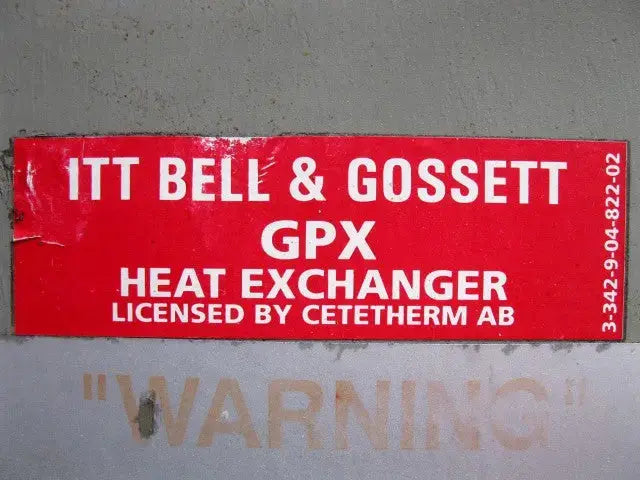 ITT BELL & GOSSETT
GPX
HEAT EXCHANGER
LICENSED BY CETETHERM AB
3-342-9-04-822-02
"WARNING"